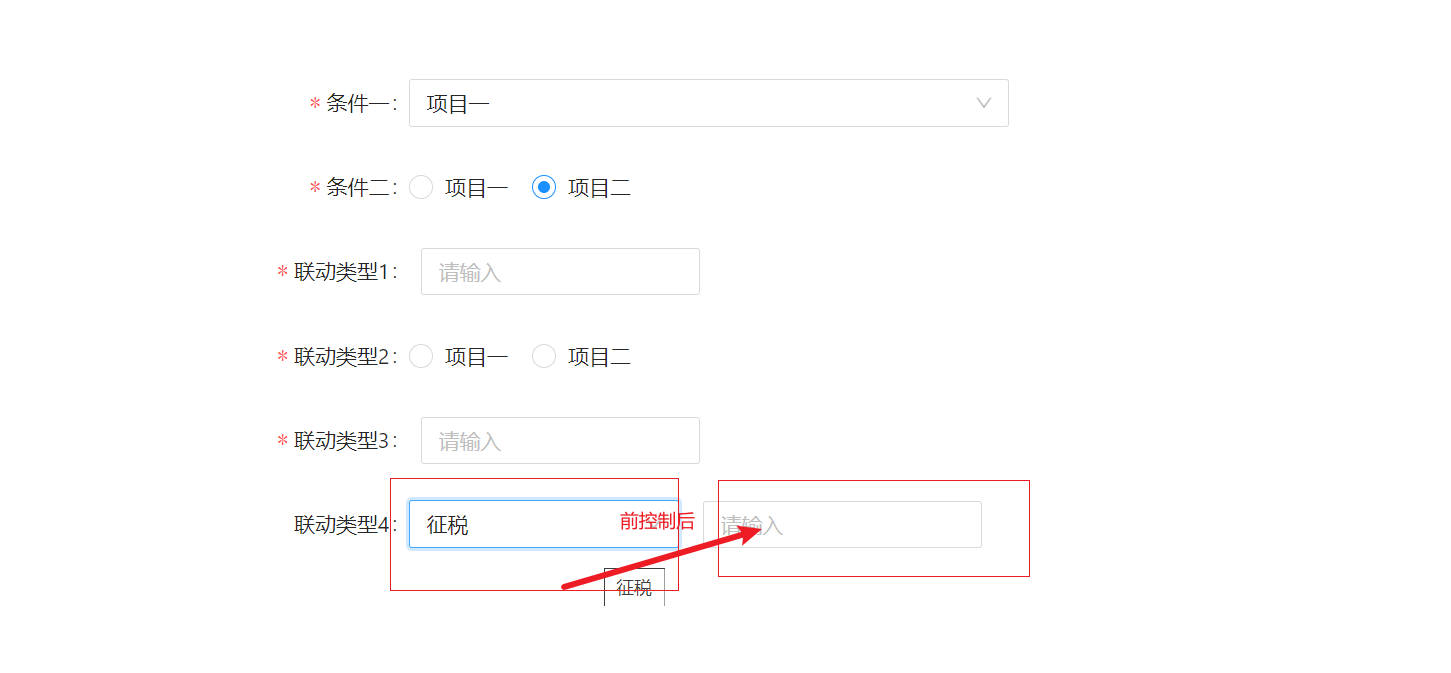 * 条件一: 项目一
* 条件二: 项目一 项目二
* 联动类型1: 请输入
* 联动类型2: 项目一 项目二
* 联动类型3: 请输入
联动类型4: 征税 前控制后 请输入
征税